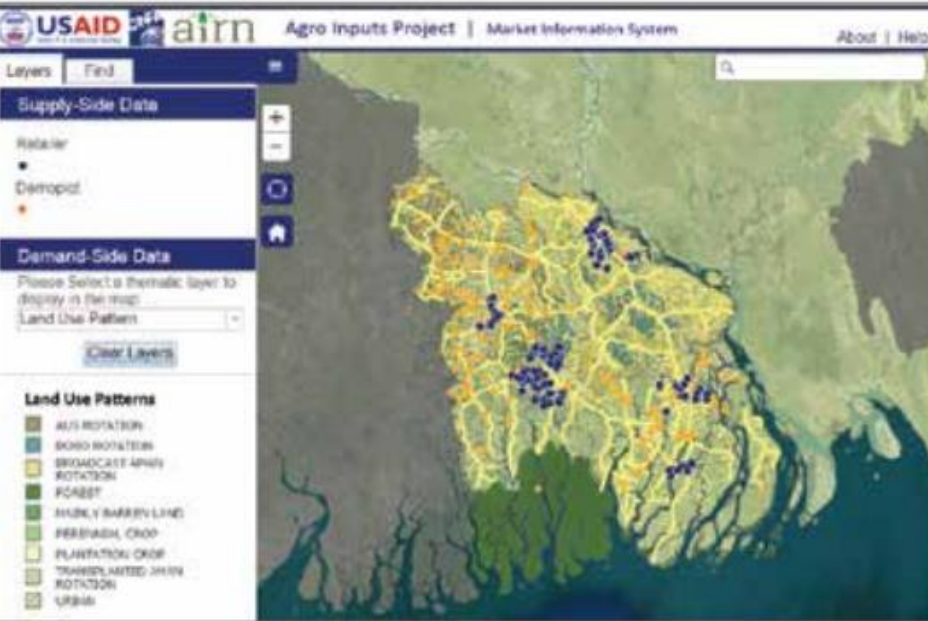 USAID airn Agro Inputs Project | Market Information System
About | Help
Layers Find
Supply-Side Data
Retailer
Demoplot
Demand-Side Data
Please Select a thematic layer to
display in the map
Land Use Pattern
Clear Layers
Land Use Patterns
AUS ROTATION
BORO ROTATION
BROADCAST AMAN
ROTATION
FOREST
MAINLY BARREN LAND
PERENNIAL CROP
PLANTATION CROP
TRANSPLANTED AMAN
ROTATION
URBAN